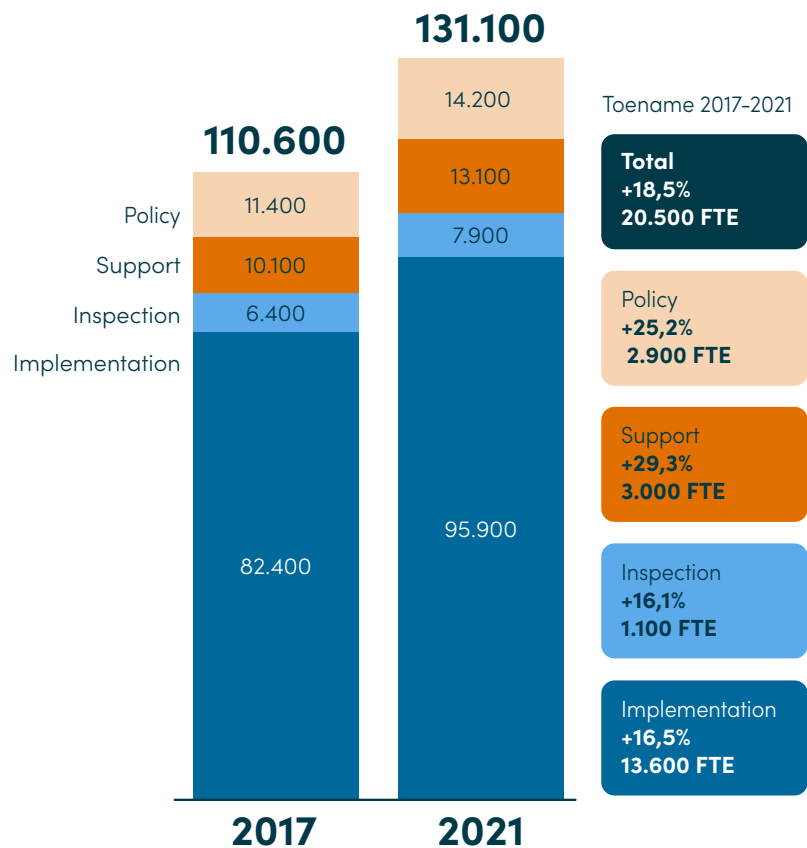 131.100
110.600
Policy
Support
Inspection
Implementation
11.400
10.100
6.400
82.400
14.200
13.100
7.900
95.900
2017
2021
Toename 2017-2021
Total
+18,5%
20.500 FTE
Policy
+25,2%
2.900 FTE
Support
+29,3%
3.000 FTE
Inspection
+16,1%
1.100 FTE
Implementation
+16,5%
13.600 FTE